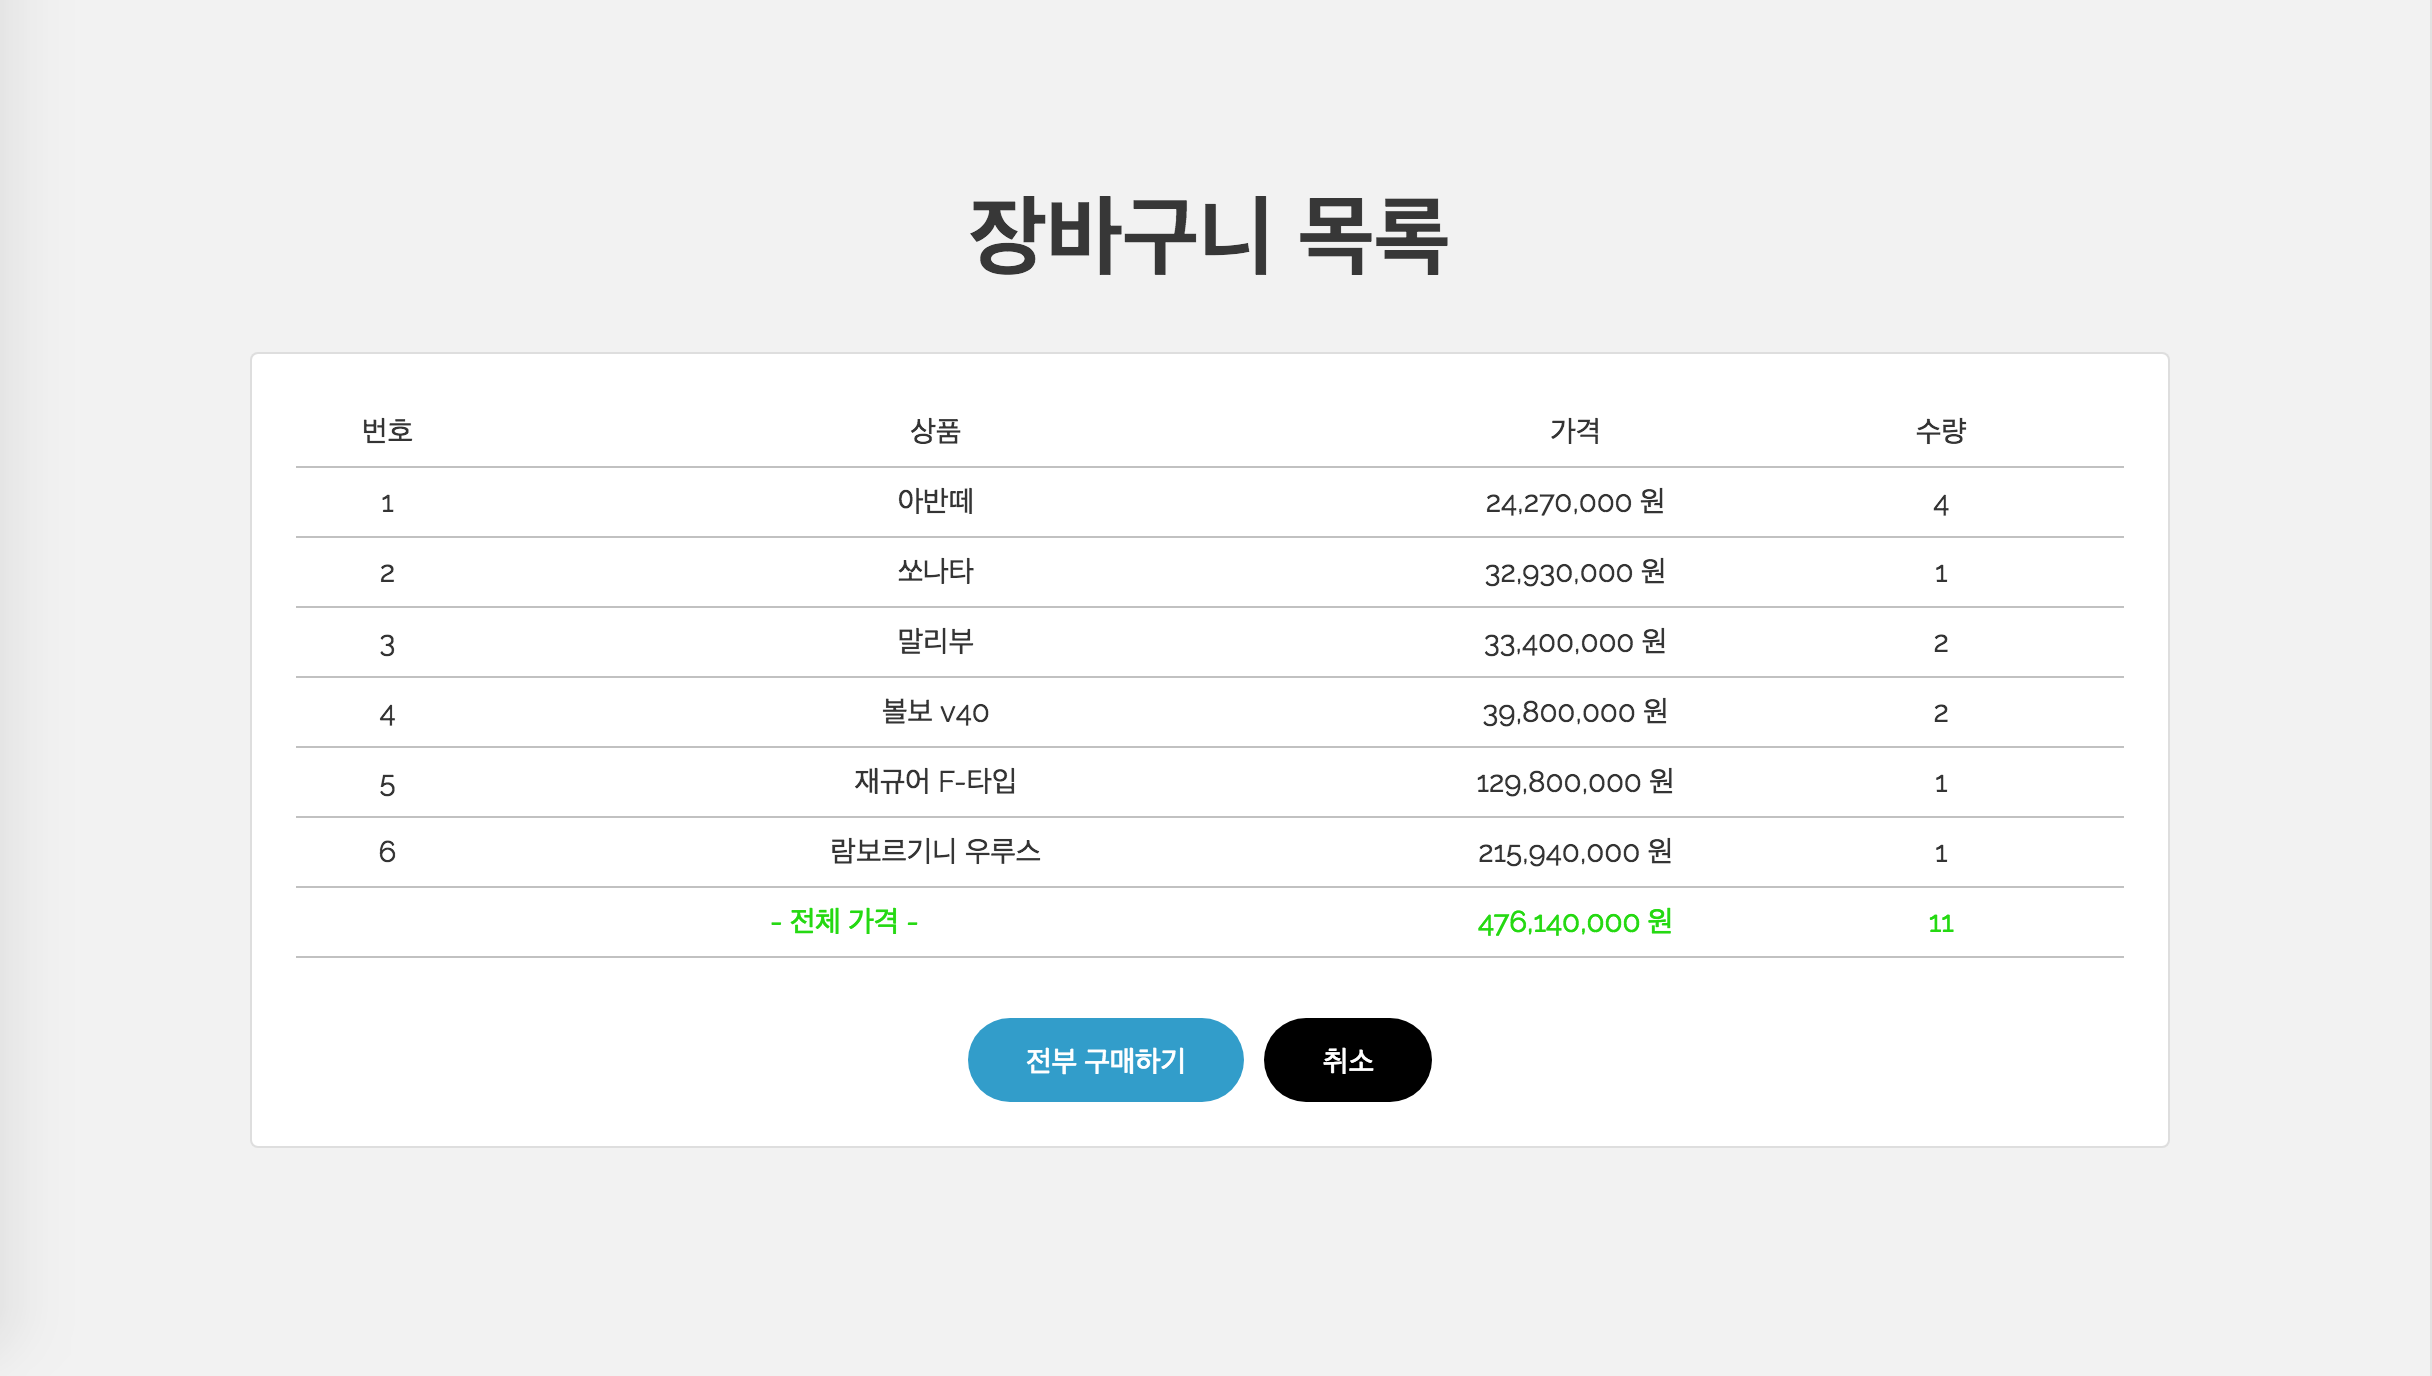 장바구니 목록
번호 상품 가격 수량
1 아반떼 24,270,000 원 4
2 쏘나타 32,930,000 원 1
3 말리부 33,400,000 원 2
4 볼보 V40 39,800,000 원 2
5 재규어 F-타입 129,800,000 원 1
6 람보르기니 우루스 215,940,000 원 1
- 전체 가격 - 476,140,000 원 11
전부 구매하기 취소